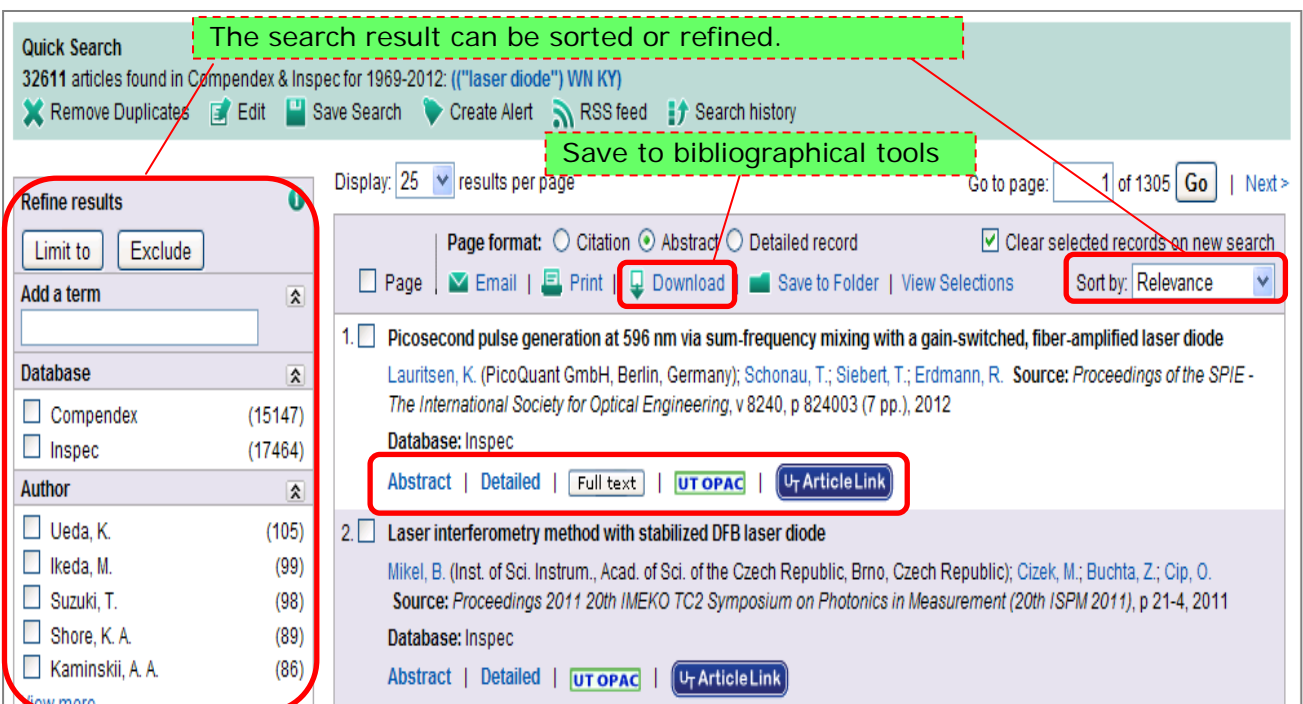 The search result can be sorted or refined.
Quick Search
32611 articles found in Compendex & Inspec for 1969-2012: (("laser diode") WN KY)
Remove Duplicates Edit Save Search Create Alert RSS feed Search history
Save to bibliographical tools
Display: 25 results per page Go to page: 1 of 1305 Go | Next >
Refine results
Limit to Exclude
Add a term
Database
Compendex (15147)
Inspec (17464)
Author
Ueda, K. (105)
Ikeda, M. (99)
Suzuki, T. (98)
Shore, K. A. (89)
Kaminskii, A. A. (86)
View more
Page format: Citation Abstract Detailed record Clear selected records on new search
Page | Email | Print | Download | Save to Folder | View Selections Sort by: Relevance
1. Picosecond pulse generation at 596 nm via sum-frequency mixing with a gain-switched, fiber-amplified laser diode
Lauritsen, K. (PicoQuant GmbH, Berlin, Germany); Schonau, T.; Siebert, T.; Erdmann, R. Source: Proceedings of the SPIE -
The International Society for Optical Engineering, v 8240, p 824003 (7 pp.), 2012
Database: Inspec
Abstract | Detailed | Full text | UT OPAC | UT Article Link
2. Laser interferometry method with stabilized DFB laser diode
Mikel, B. (Inst. of Sci. Instrum., Acad. of Sci. of the Czech Republic, Brno, Czech Republic); Cizek, M.; Buchta, Z.; Cip, O.
Source: Proceedings 2011 20th IMEKO TC2 Symposium on Photonics in Measurement (20th ISPM 2011), p 21-4, 2011
Database: Inspec
Abstract | Detailed | UT OPAC | UT Article Link